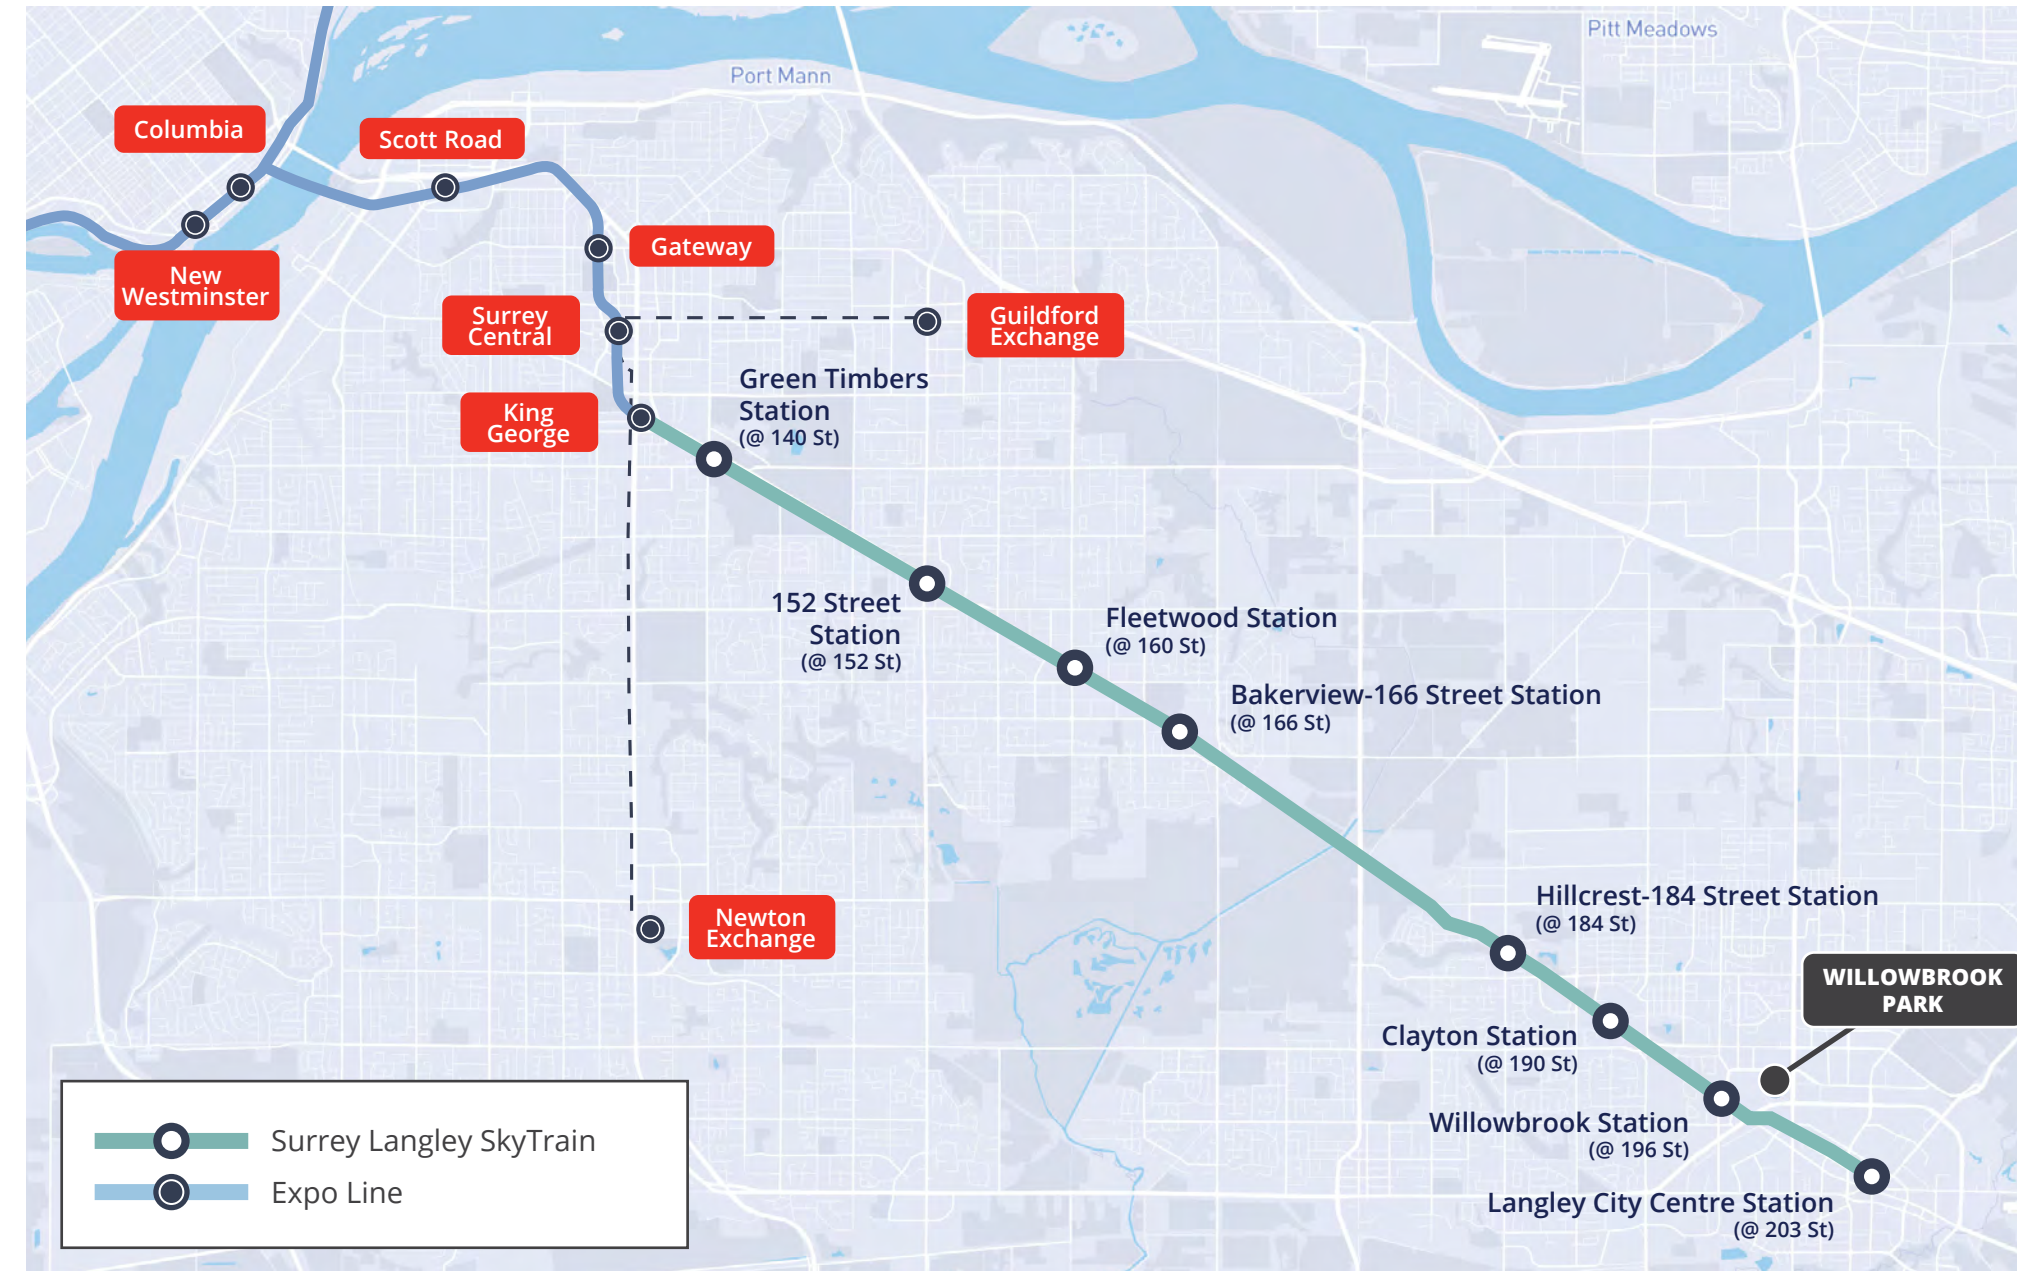 Pitt Meadows
Port Mann
Columbia
Scott Road
New
Westminster
Gateway
Surrey
Central
Guildford
Exchange
King
George
Green Timbers
Station
(@ 140 St)
152 Street
Station
(@ 152 St)
Fleetwood Station
(@ 160 St)
Bakerview-166 Street Station
(@ 166 St)
Newton
Exchange
Hillcrest-184 Street Station
(@ 184 St)
WILLOWBROOK
PARK
Clayton Station
(@ 190 St)
Willowbrook Station
(@ 196 St)
Langley City Centre Station
(@ 203 St)
Surrey Langley SkyTrain
Expo Line